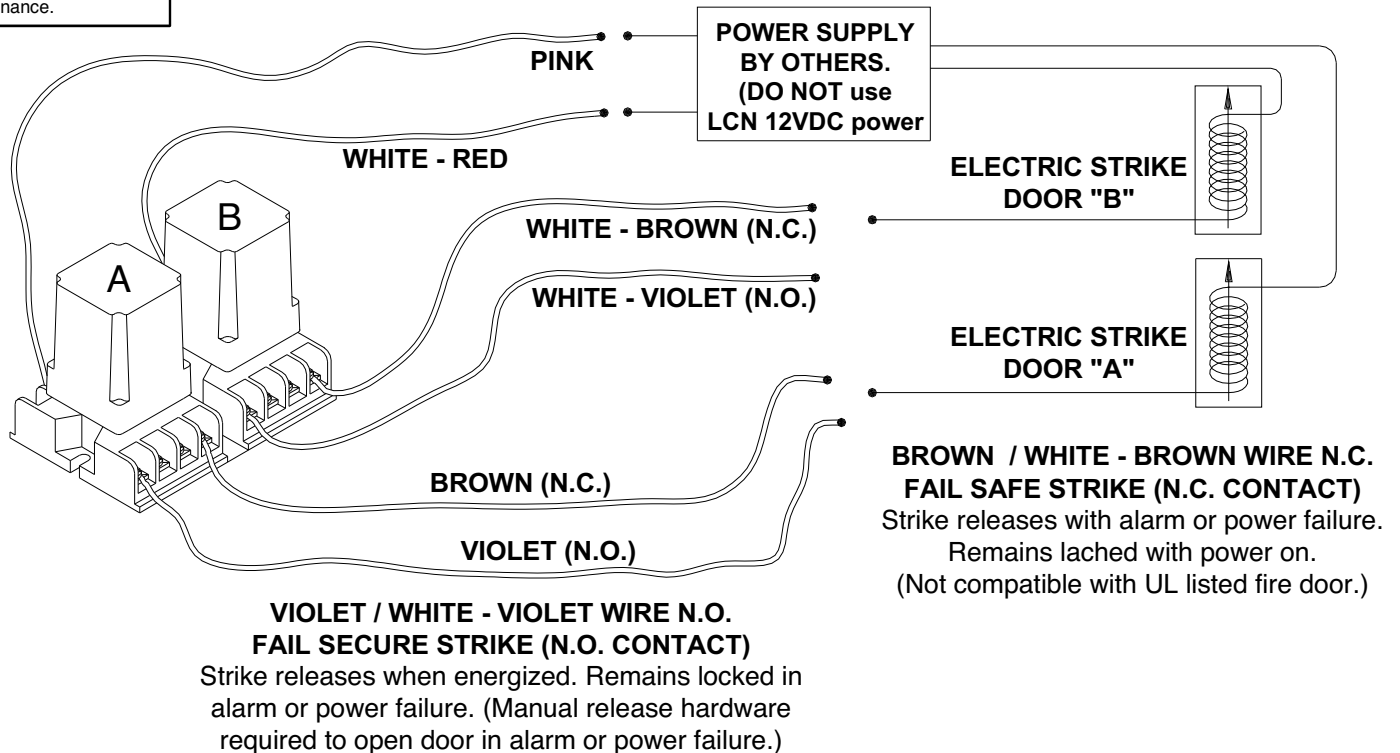 nance.
POWER SUPPLY
BY OTHERS.
(DO NOT use
LCN 12VDC power
PINK
WHITE - RED
B
A
WHITE - BROWN (N.C.)
WHITE - VIOLET (N.O.)
ELECTRIC STRIKE
DOOR "B"
ELECTRIC STRIKE
DOOR "A"
BROWN (N.C.)
VIOLET (N.O.)
BROWN / WHITE - BROWN WIRE N.C.
FAIL SAFE STRIKE (N.C. CONTACT)
Strike releases with alarm or power failure.
Remains lached with power on.
(Not compatible with UL listed fire door.)
VIOLET / WHITE - VIOLET WIRE N.O.
FAIL SECURE STRIKE (N.O. CONTACT)
Strike releases when energized. Remains locked in
alarm or power failure. (Manual release hardware
required to open door in alarm or power failure.)